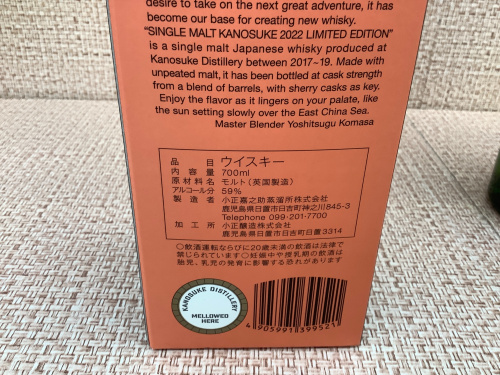 desire to take on the next great adventure, it has
become our base for creating new whisky.
"SINGLE MALT KANOSUKE 2022 LIMITED EDITION"
is a single malt Japanese whisky produced at
Kanosuke Distillery between 2017~19. Made with
unpeated malt, it has been bottled at cask strength
from a blend of barrels, with sherry casks as key.
Enjoy the flavor as it lingers on your palate, like
the sun setting slowly over the East China Sea.
Master Blender Yoshitsugu Komasa
品目 ウイスキー
内容量 700ml
原材料名 モルト（英国製造）
アルコール分 59%
製造者 小正嘉之助蒸溜所株式会社
鹿児島県日置市日吉町神之川845-3
Telephone 099-201-7700
加工所 小正醸造株式会社
鹿児島県日置市日吉町日置3314
○飲酒運転ならびに20歳未満の飲酒は法律で
禁じられています○妊娠中や授乳期の飲酒は
胎児、乳児の発育に影響する恐れがあります
KANOSUKE DISTILLERY
MELLOWED
HERE
4 905991 399521